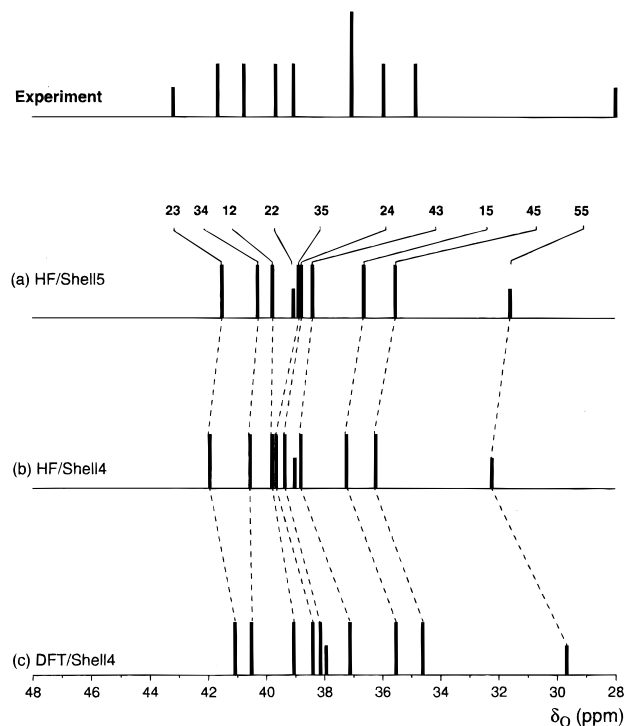 Experiment
23 34 12 22 35 24 43 15 45 55
(a) HF/Shell5
(b) HF/Shell4
(c) DFT/Shell4
48 46 44 42 40 38 36 34 32 30 28
δO (ppm)